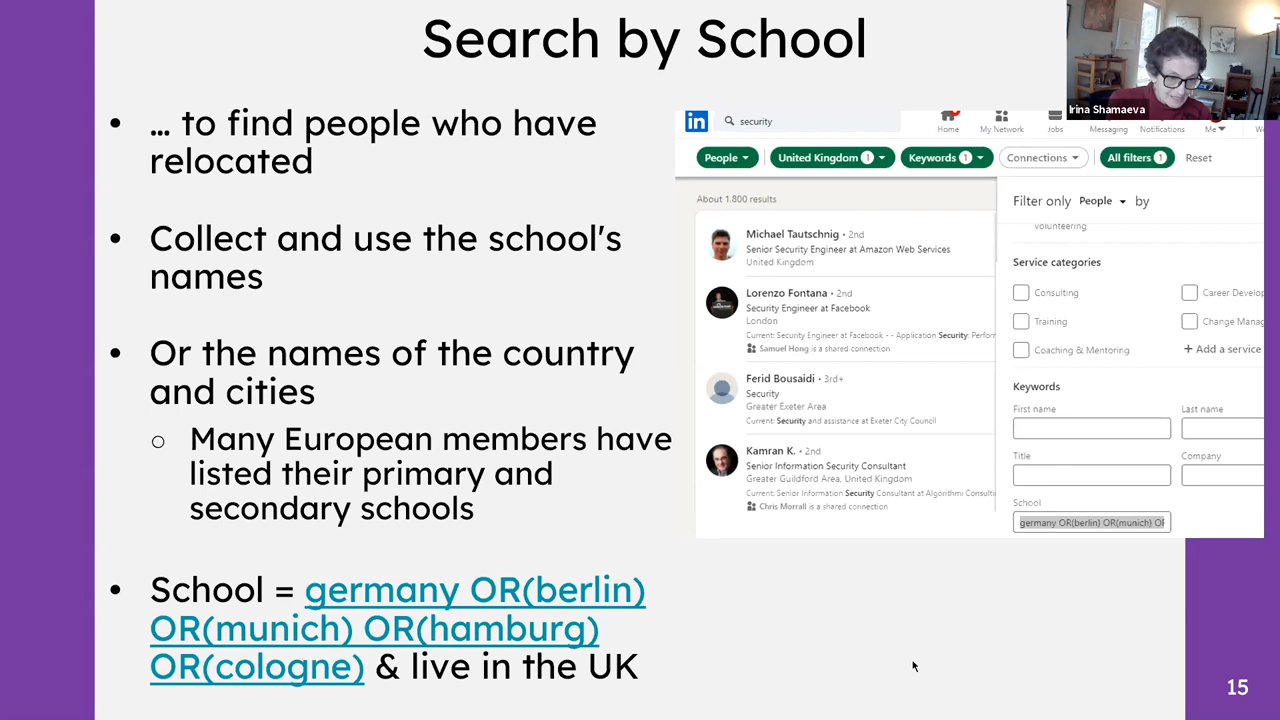 Search by School
• … to find people who have
relocated
• Collect and use the school's
names
• Or the names of the country
and cities
○ Many European members have
listed their primary and
secondary schools
• School = germany OR(berlin)
OR(munich) OR(hamburg)
OR(cologne) & live in the UK
Irina Shamaeva
in
security
Home
My Network
Jobs
Messaging
Notifications
Me
People
United Kingdom 1
Keywords 1
Connections
All filters 1
Reset
About 1,800 results
Michael Tautschnig • 2nd
Senior Security Engineer at Amazon Web Services
United Kingdom
Lorenzo Fontana • 2nd
Security Engineer at Facebook
London
Current: Security Engineer at Facebook - - Application Security: Perform
Samuel Hong is a shared connection
Ferid Bousaidi • 3rd+
Security
Greater Exeter Area
Current: Security and assistance at Exeter City Council
Kamran K. • 2nd
Senior Information Security Consultant
Greater Guildford Area, United Kingdom
Current: Senior Information Security Consultant at Algorithmi
Chris Morrall is a shared connection
Filter only People by
volunteering
Service categories
Consulting
Career Develop
Training
Change Manag
Coaching & Mentoring
+ Add a service
Keywords
First name
Last name
Title
Company
School
germany OR(berlin) OR(munich) OR
15